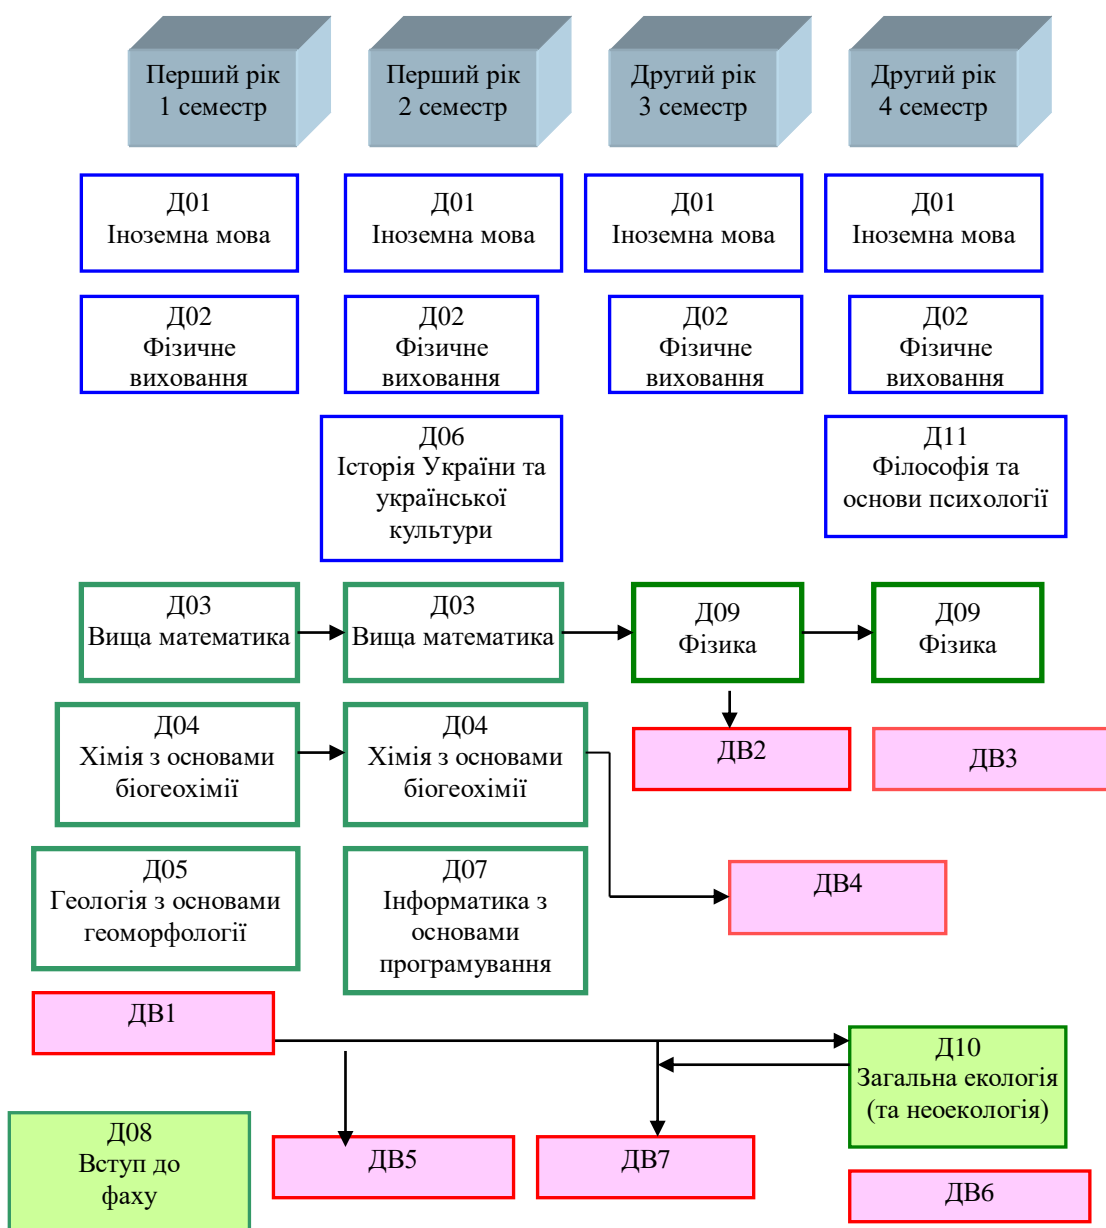 Перший рік
1 семестр
Перший рік
2 семестр
Другий рік
3 семестр
Другий рік
4 семестр
Д01
Іноземна мова
Д01
Іноземна мова
Д01
Іноземна мова
Д01
Іноземна мова
Д02
Фізичне
виховання
Д02
Фізичне
виховання
Д02
Фізичне
виховання
Д02
Фізичне
виховання
Д06
Історія України та
української
культури
Д11
Філософія та
основи психології
Д03
Вища математика
Д03
Вища математика
Д09
Фізика
Д09
Фізика
Д04
Хімія з основами
біогеохімії
Д04
Хімія з основами
біогеохімії
ДВ2
ДВ3
Д05
Геологія з основами
геоморфології
Д07
Інформатика з
основами
програмування
ДВ4
ДВ1
Д10
Загальна екологія
(та неоекологія)
Д08
Вступ до
фаху
ДВ5
ДВ7
ДВ6